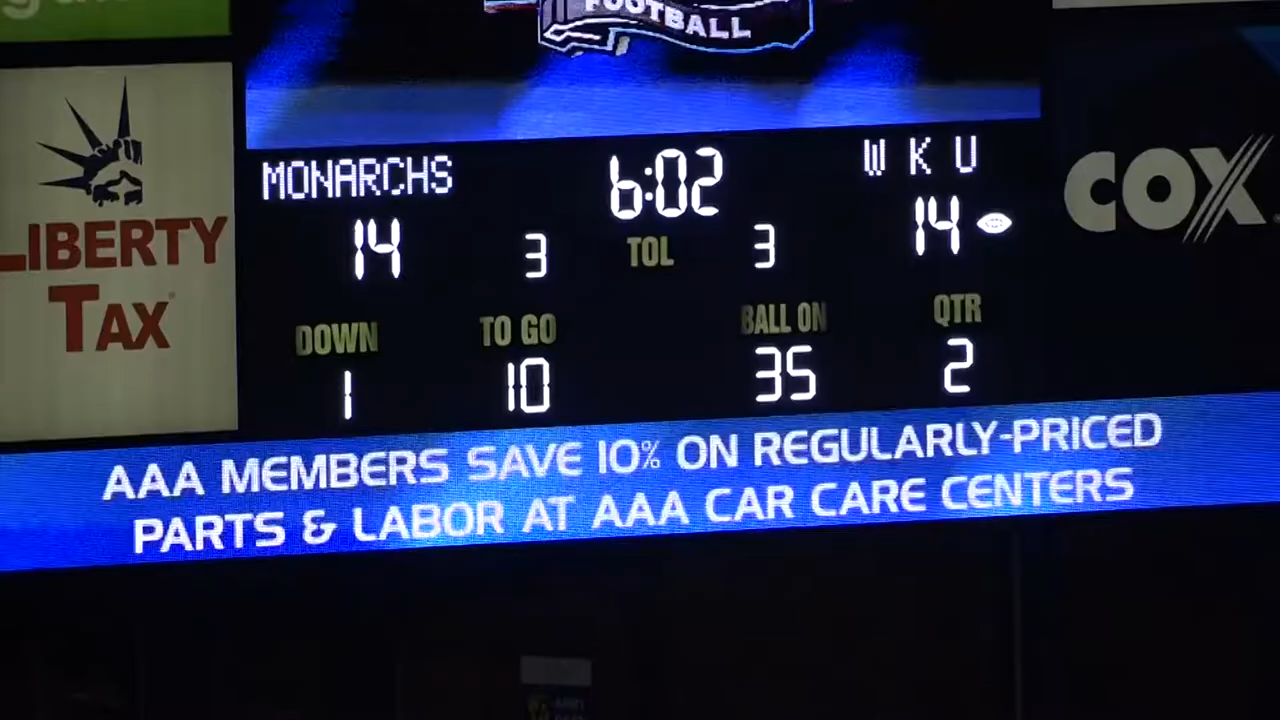 FOOTBALL
LIBERTY
TAX
MONARCHS 6:02 W K U
14 3 TOL 3 14
DOWN TO GO BALL ON QTR
1 10 35 2
COX
AAA MEMBERS SAVE 10% ON REGULARLY-PRICED
PARTS & LABOR AT AAA CAR CARE CENTERS